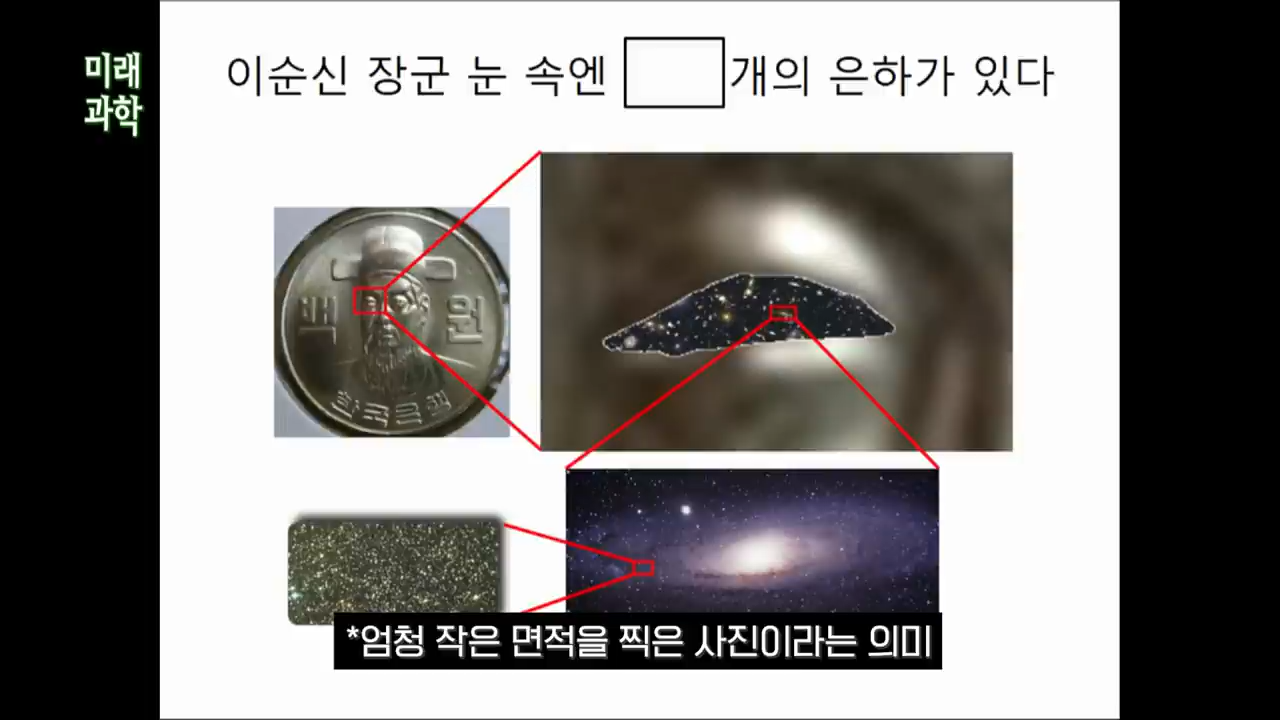 미래
과학
이순신 장군 눈 속엔 개의 은하가 있다
백 원
한국은행
*엄청 작은 면적을 찍은 사진이라는 의미